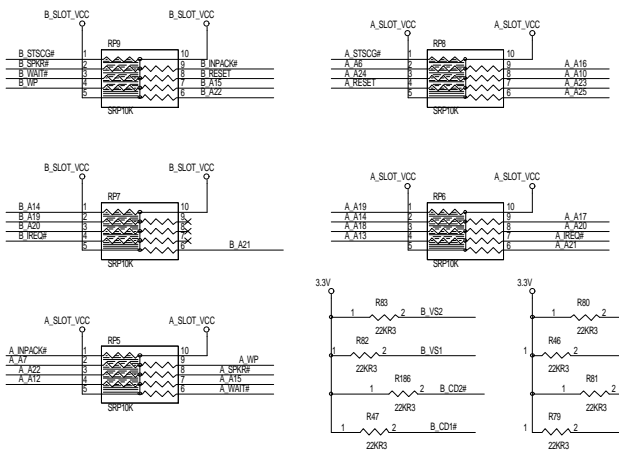 B_SLOT_VCC B_SLOT_VCC
RP9
B_STSCG# 1 10
B_SPKR# 2 9 B_INPACK#
B_WAIT# 3 8 B_RESET
B_WP 4 7 B_A15
5 6 B_A22
SRP10K
A_SLOT_VCC A_SLOT_VCC
RP8
A_STSCG# 1 10
A_A6 2 9 A_A16
A_A24 3 8 A_A10
A_RESET 4 7 A_A23
5 6 A_A25
SRP10K
B_SLOT_VCC B_SLOT_VCC
RP7
B_A14 1 10
B_A19 2 9
B_A20 3 8
B_IREQ# 4 7
5 6 B_A21
SRP10K
A_SLOT_VCC A_SLOT_VCC
RP6
A_A19 1 10
A_A14 2 9 A_A17
A_A18 3 8 A_A20
A_A13 4 7 A_IREQ#
5 6 A_A21
SRP10K
A_SLOT_VCC A_SLOT_VCC
RP5
A_INPACK# 1 10
A_A7 2 9 A_WP
A_A22 3 8 A_SPKR#
A_A12 4 7 A_A15
5 6 A_WAIT#
SRP10K
3.3V
R83
1 2 B_VS2
22KR3
R82
1 2 B_VS1
22KR3
R186
1 2 B_CD2#
22KR3
R47
1 2 B_CD1#
22KR3
3.3V
R80
1 2
22KR3
R46
1 2
22KR3
R81
1 2
22KR3
R79
1 2
22KR3